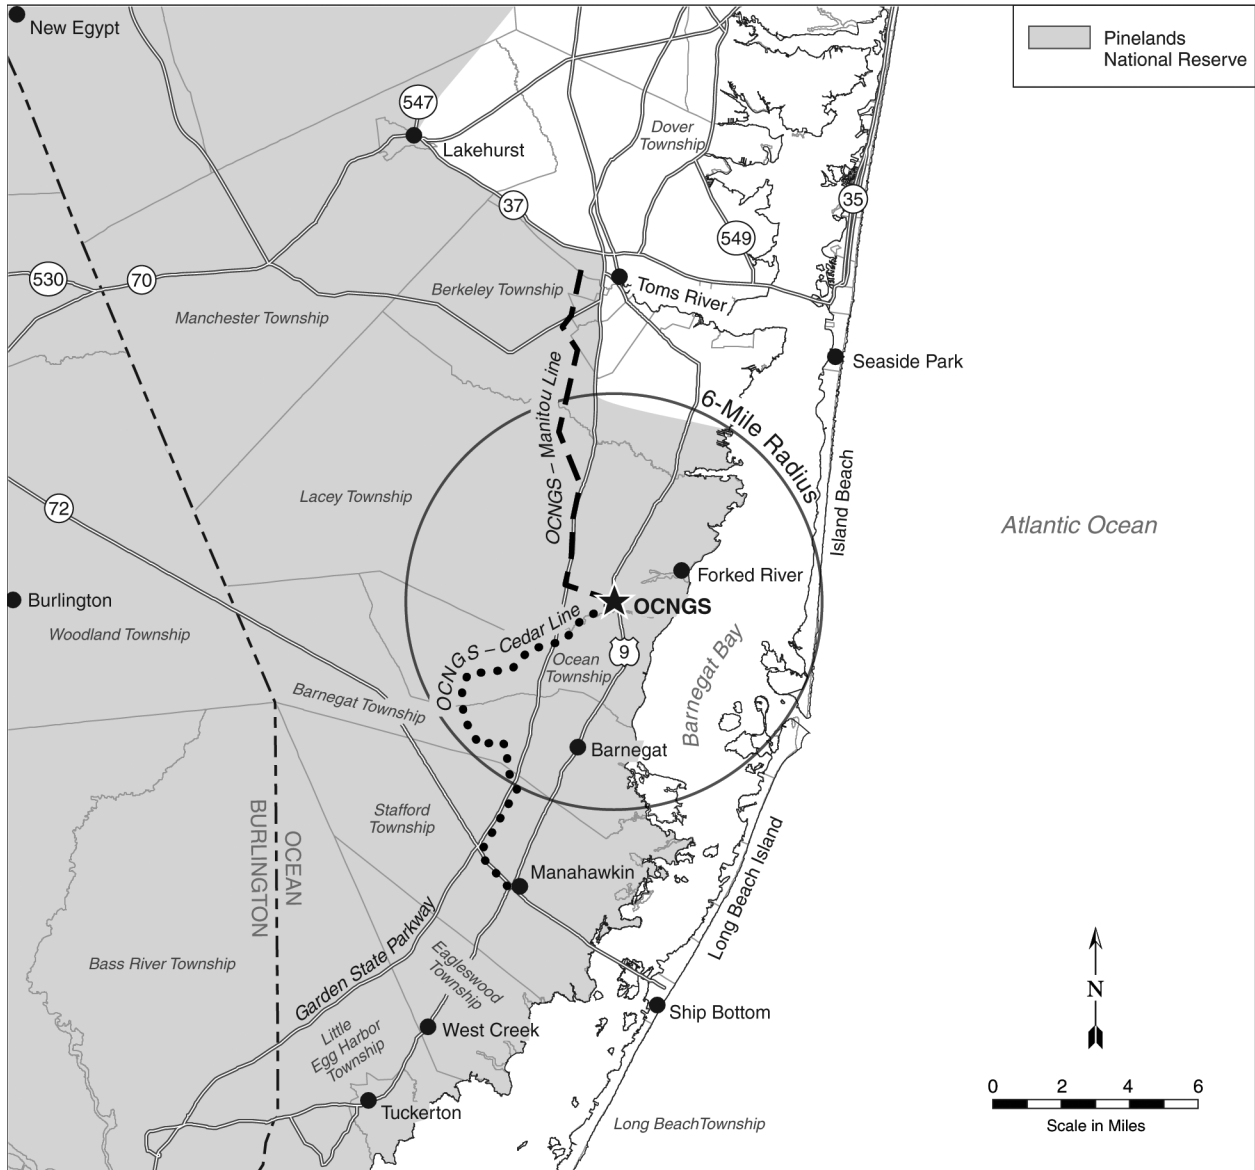 New Egypt
Pinelands
National Reserve
547
Lakehurst
Dover
Township
37
35
549
530
70
Berkeley Township
Toms River
Manchester Township
OCNGS – Manitou Line
Seaside Park
6-Mile Radius
Island Beach
Lacey Township
72
Atlantic Ocean
Forked River
Burlington
OCNGS
Woodland Township
OCNGS – Cedar Line
9
Ocean
Township
Barnegat Bay
Barnegat Township
Barnegat
Stafford
Township
OCEAN
BURLINGTON
Manahawkin
Long Beach Island
Garden State Parkway
Eagleswood
Township
Bass River Township
N
Ship Bottom
West Creek
Little
Egg Harbor
Township
Tuckerton
0 2 4 6
Scale in Miles
Long BeachTownship